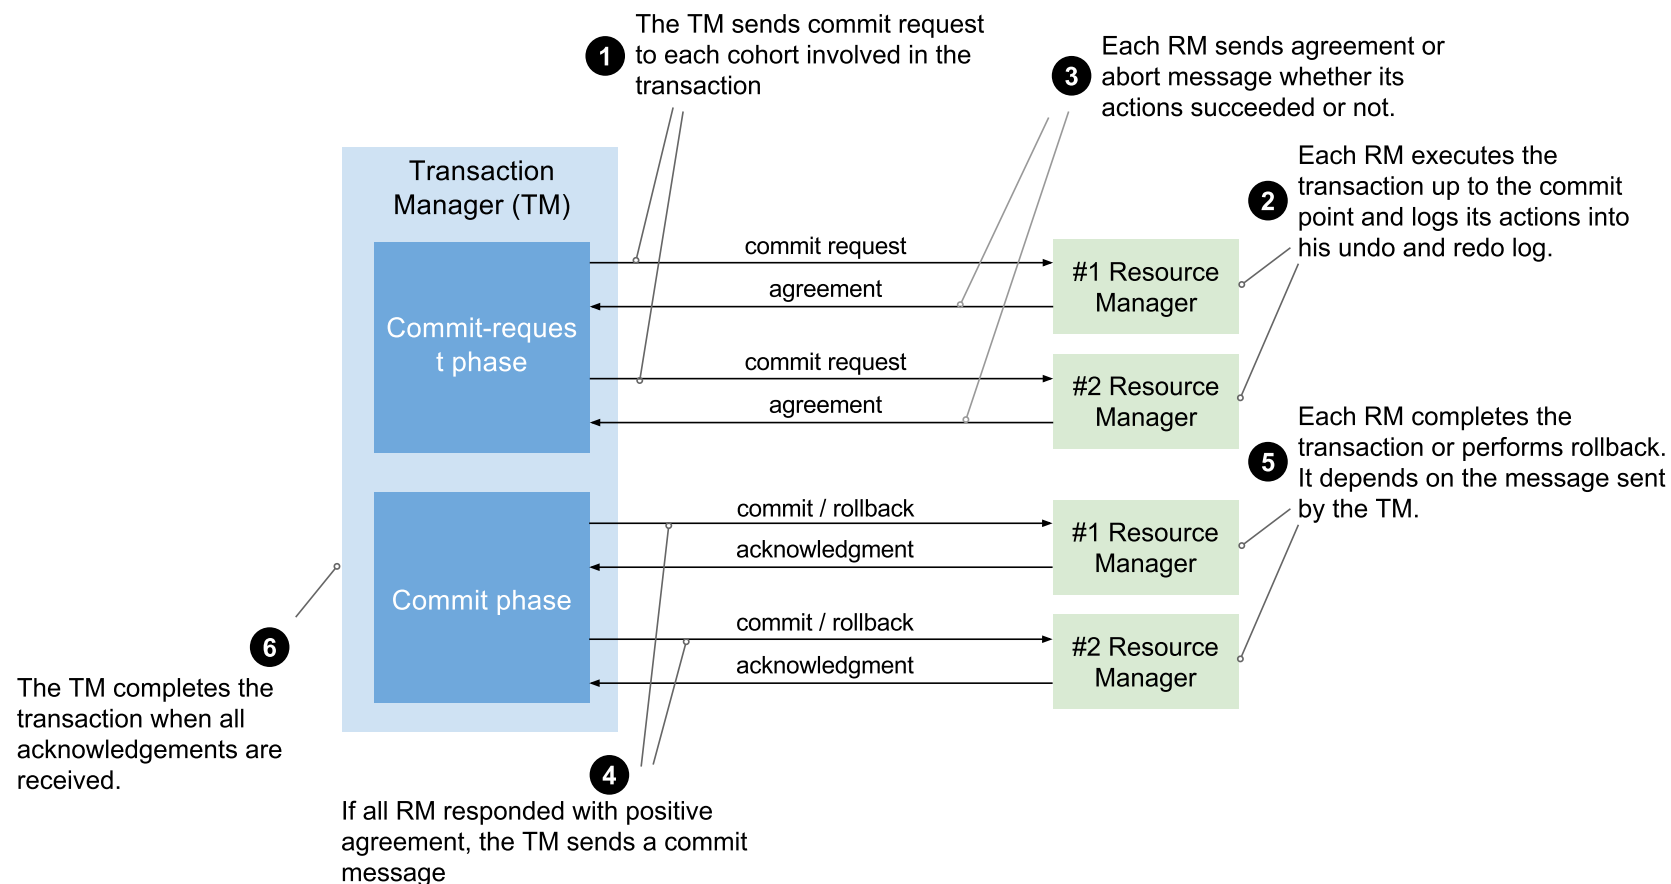 The TM sends commit request
to each cohort involved in the
transaction
1
Each RM sends agreement or
abort message whether its
actions succeeded or not.
3
Each RM executes the
transaction up to the commit
point and logs its actions into
his undo and redo log.
2
Transaction
Manager (TM)
commit request
agreement
#1 Resource
Manager
Commit-reques
t phase
commit request
agreement
#2 Resource
Manager
Each RM completes the
transaction or performs rollback.
It depends on the message sent
by the TM.
5
commit / rollback
acknowledgment
#1 Resource
Manager
Commit phase
commit / rollback
acknowledgment
#2 Resource
Manager
6
The TM completes the
transaction when all
acknowledgements are
received.
4
If all RM responded with positive
agreement, the TM sends a commit
message